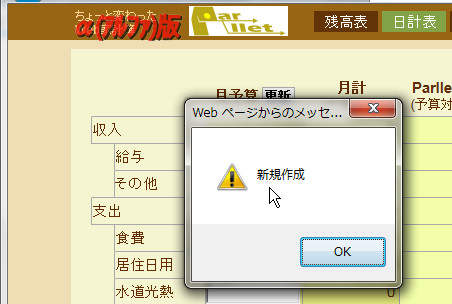 ちょっと変わった
α(ｱﾙﾌｧ)版
Parllet
残高表
日計表
月予算 更新
月計
Parlle
(予算対
収入
給与
その他
支出
食費
居住日用
水道光熱
0
Web ページからのメッセ...
新規作成
OK